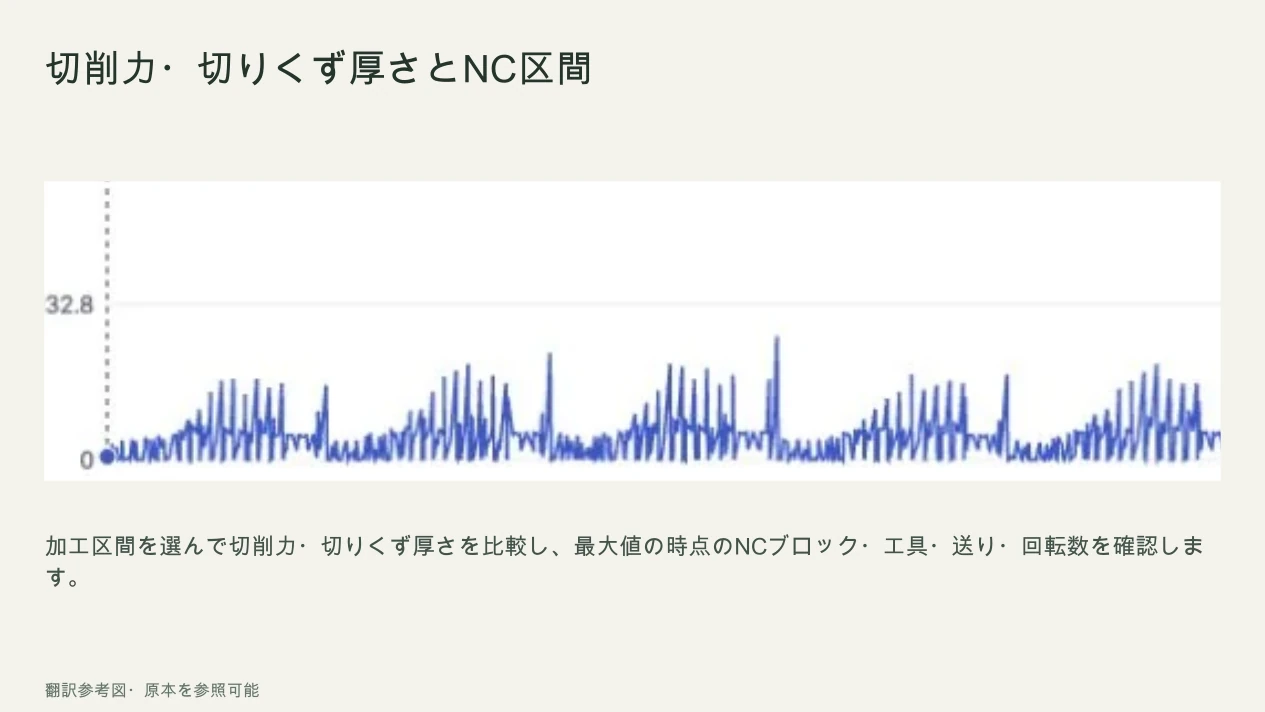 切削力· 切りくず厚さとNC区間
32.8
0
加工区間を選んで切削力· 切りくず厚さを比較し、最大値の時点のNCブロック· 工具· 送り· 回転数を確認しま
す。
翻訳参考図· 原本を参照可能